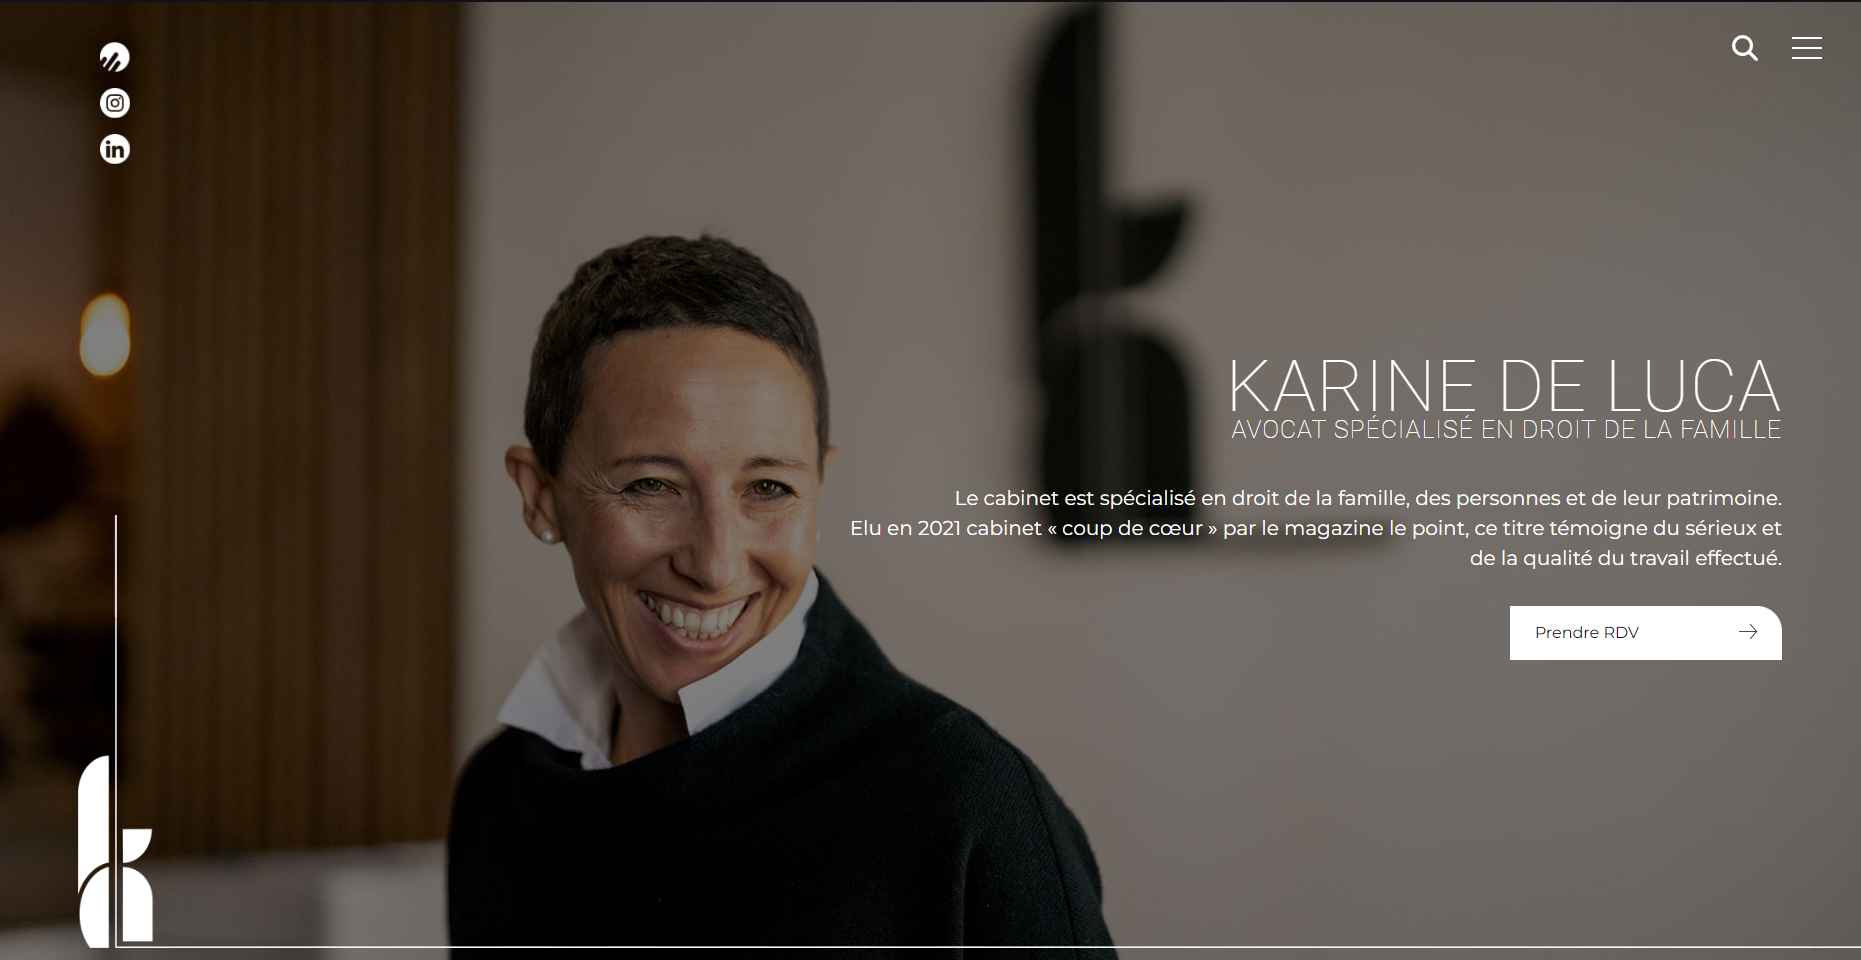 KARINE DE LUCA
AVOCAT SPÉCIALISÉ EN DROIT DE LA FAMILLE
Le cabinet est spécialisé en droit de la famille, des personnes et de leur patrimoine.
Elu en 2021 cabinet « coup de cœur » par le magazine le point, ce titre témoigne du sérieux et
de la qualité du travail effectué.
Prendre RDV